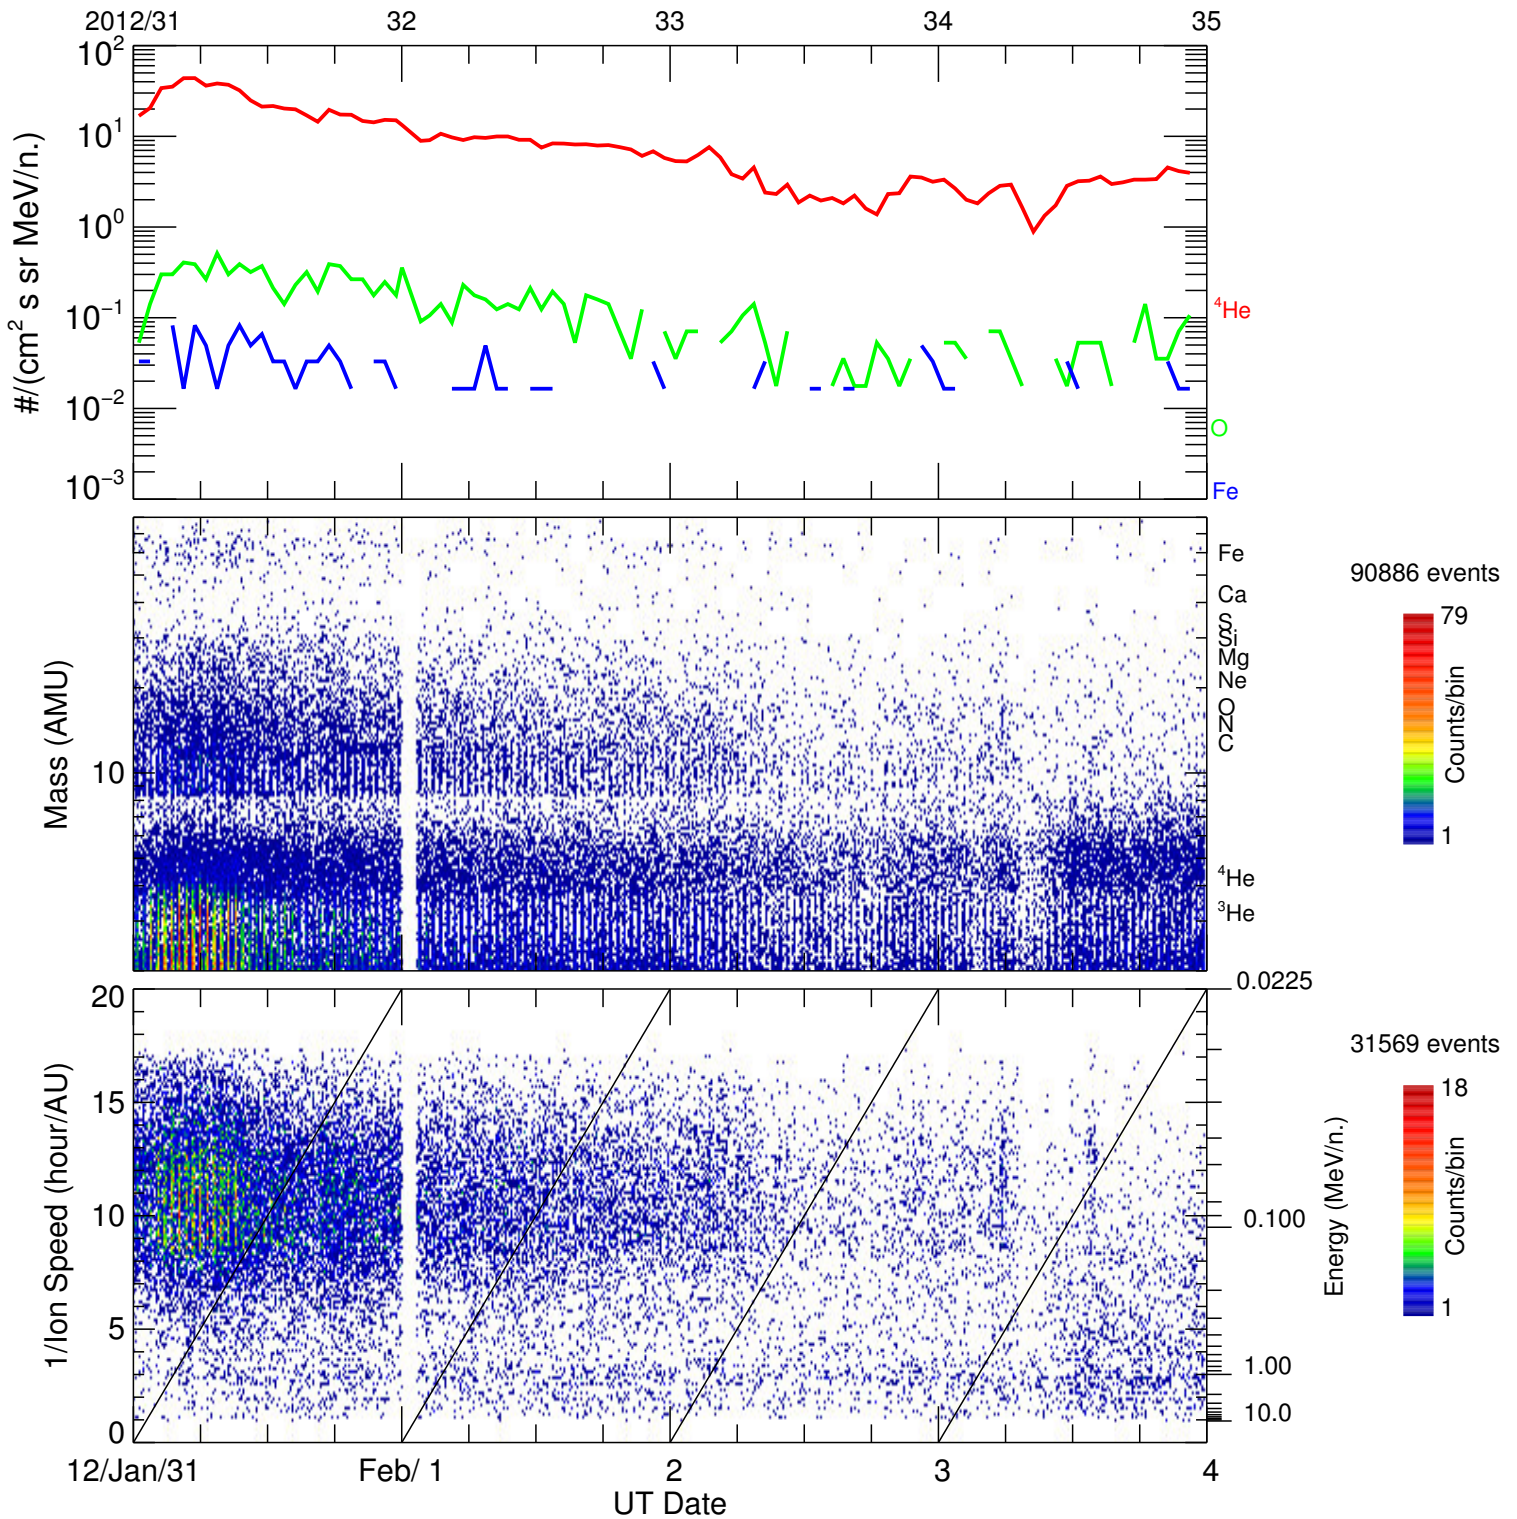 2012/31 32 33 34 35
#/(cm² s sr MeV/n.)
10²
10¹
10⁰
10⁻¹
10⁻²
10⁻³
⁴He
O
Fe
Mass (AMU)
10
Fe
Ca
S
Si
Mg
Ne
O
N
C
⁴He
³He
90886 events
79
Counts/bin
1
1/Ion Speed (hour/AU)
20
15
10
5
0
0.0225
0.100
1.00
10.0
Energy (MeV/n.)
31569 events
18
Counts/bin
1
12/Jan/31 Feb/ 1 2 3 4
UT Date